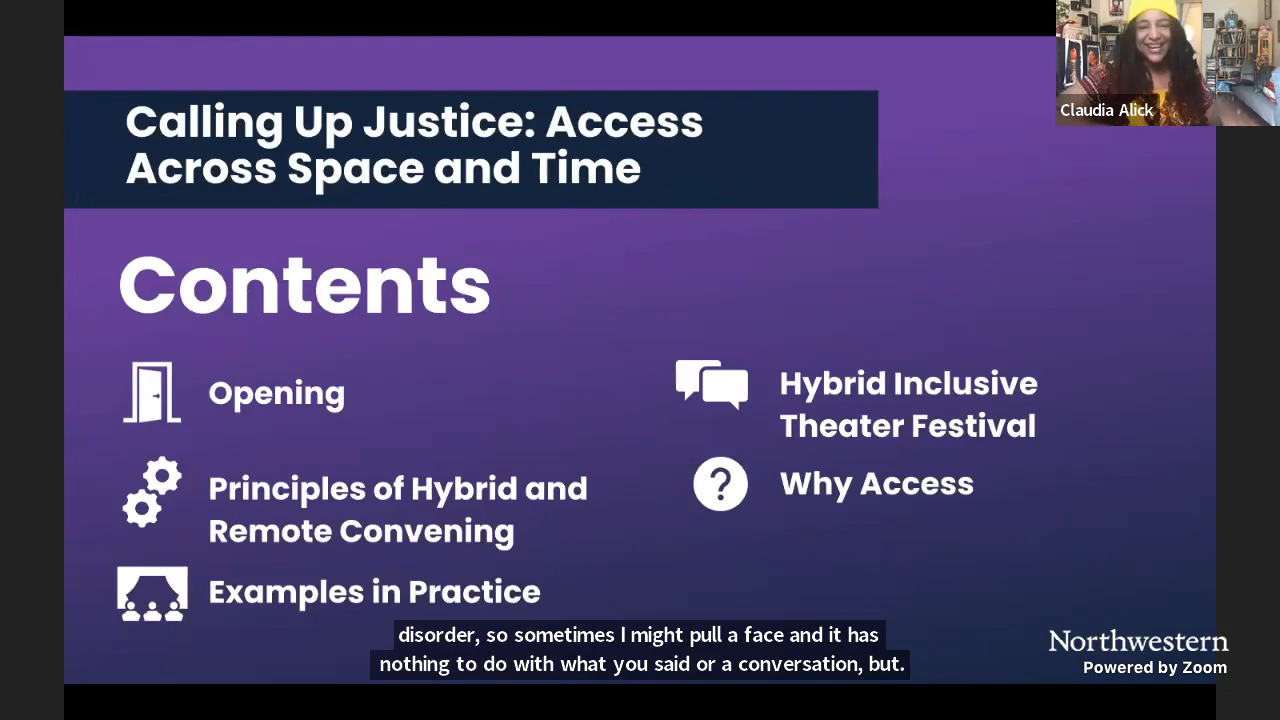 Claudia Alick
Calling Up Justice: Access
Across Space and Time
Contents
Opening
Principles of Hybrid and
Remote Convening
Examples in Practice
Hybrid Inclusive
Theater Festival
Why Access
disorder, so sometimes I might pull a face and it has
nothing to do with what you said or a conversation, but.
Northwestern
Powered by Zoom